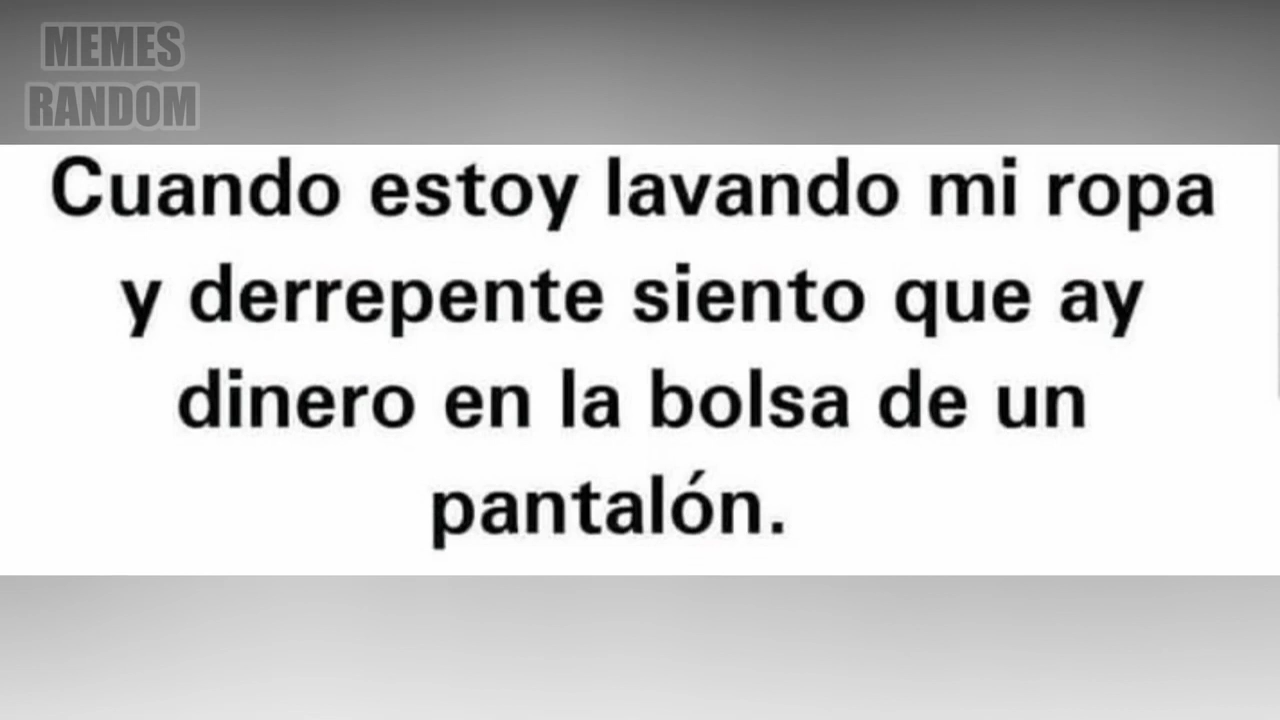 MEMES
RANDOM
Cuando estoy lavando mi ropa
y derrepente siento que ay
dinero en la bolsa de un
pantalón.